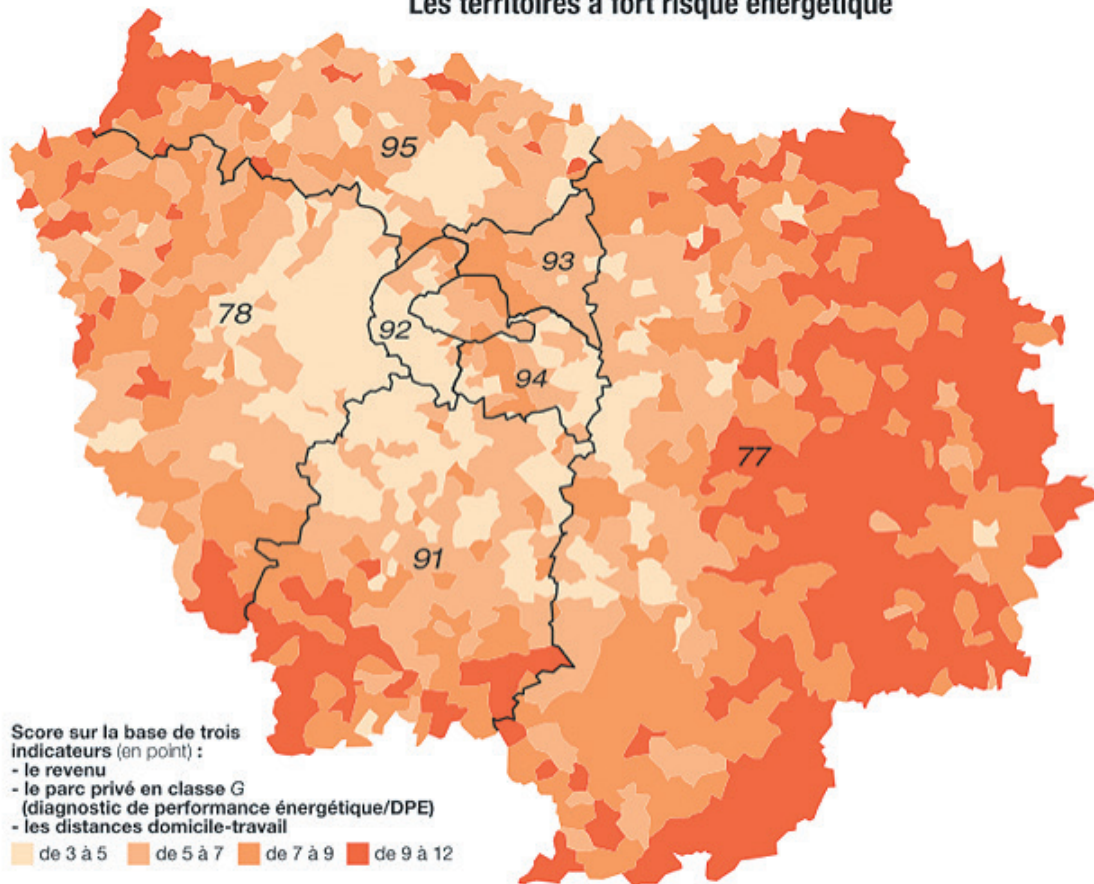 Les territoires à fort risque énergétique
95
93
78
92
94
77
91
Score sur la base de trois
indicateurs (en point) :
- le revenu
- le parc privé en classe G
(diagnostic de performance énergétique/DPE)
- les distances domicile-travail
de 3 à 5 de 5 à 7 de 7 à 9 de 9 à 12